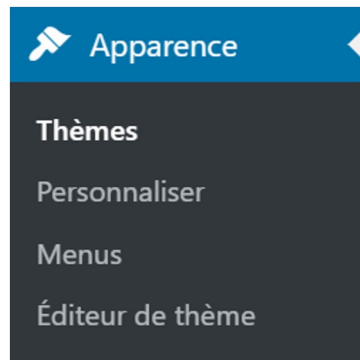 Apparence
Thèmes
Personnaliser
Menus
Éditeur de thème